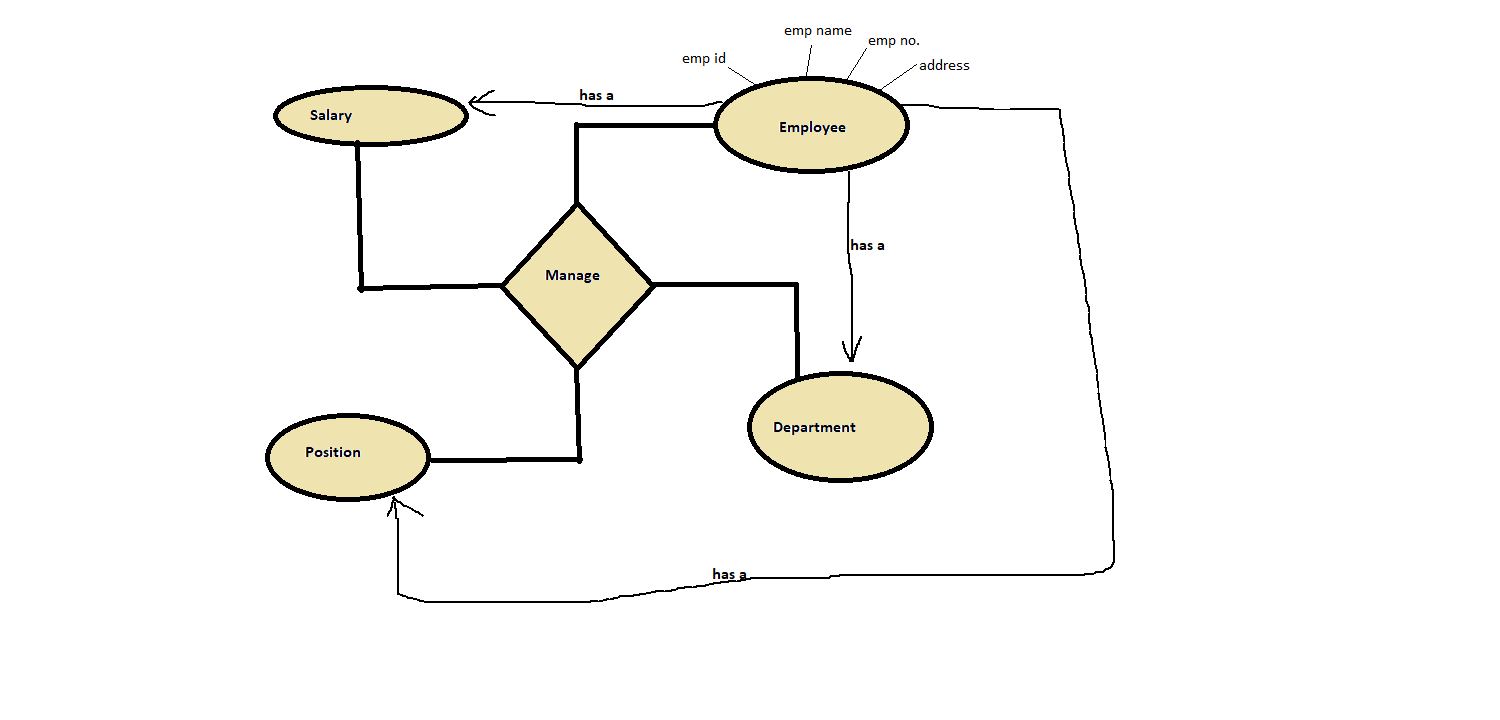 emp name
emp no.
emp id
address
has a
Salary
Employee
has a
Manage
Department
Position
has a